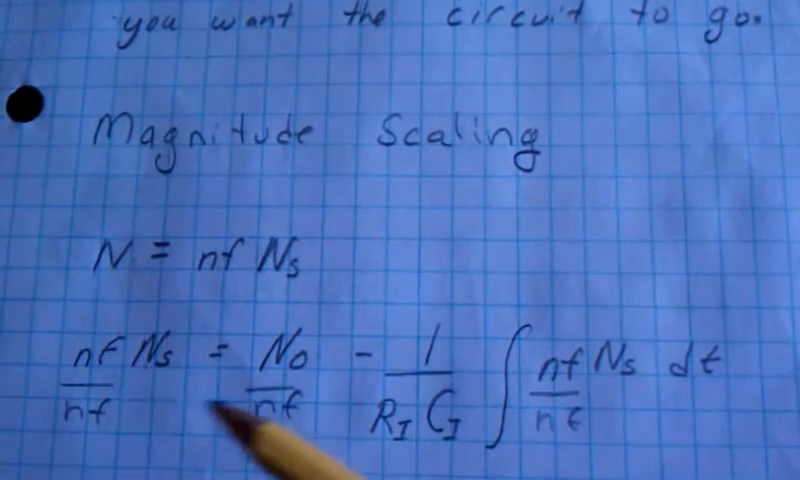 you want the circuit to go.
Magnitude Scaling
N = nf Ns
nf/nf Ns = No/nf - 1/(RI CI) ∫ nf/nf Ns dt